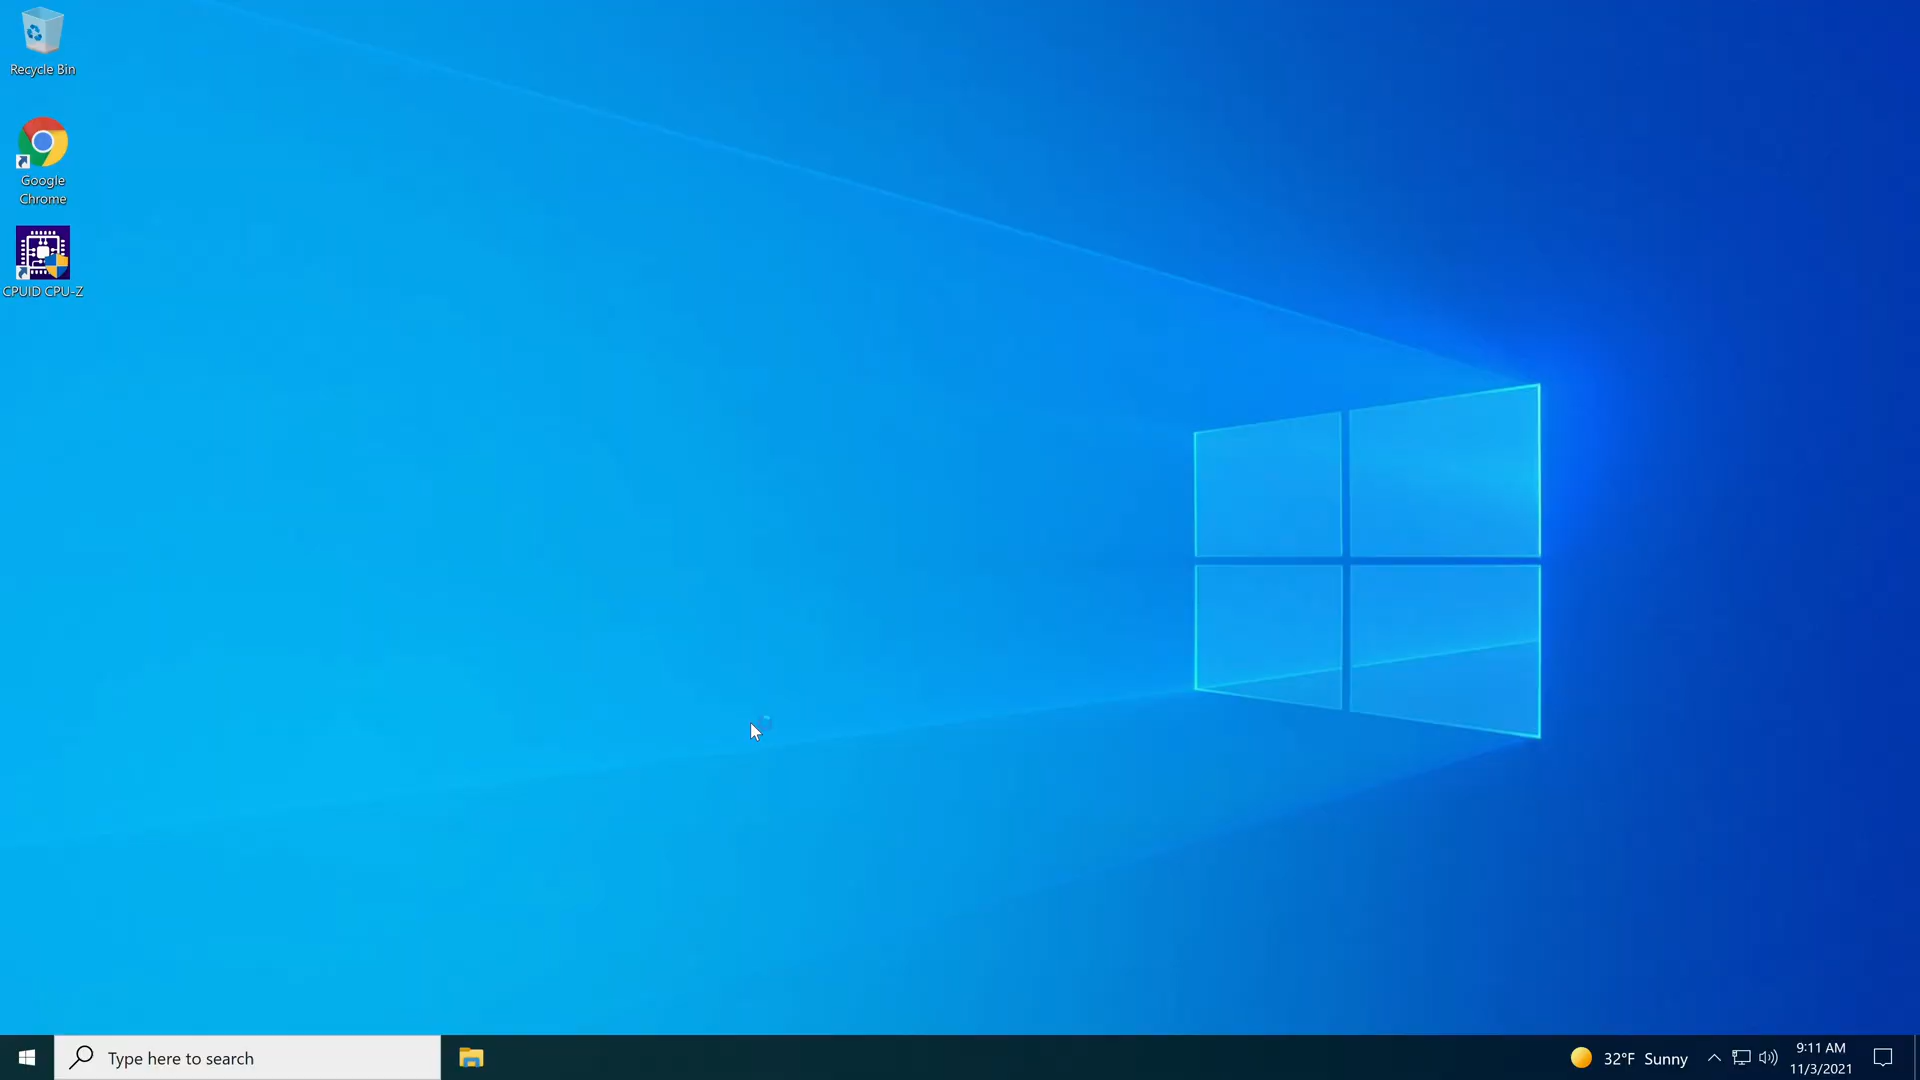 Recycle Bin
Google
Chrome
CPUID CPU-Z
Type here to search
32°F Sunny
9:11 AM
11/3/2021